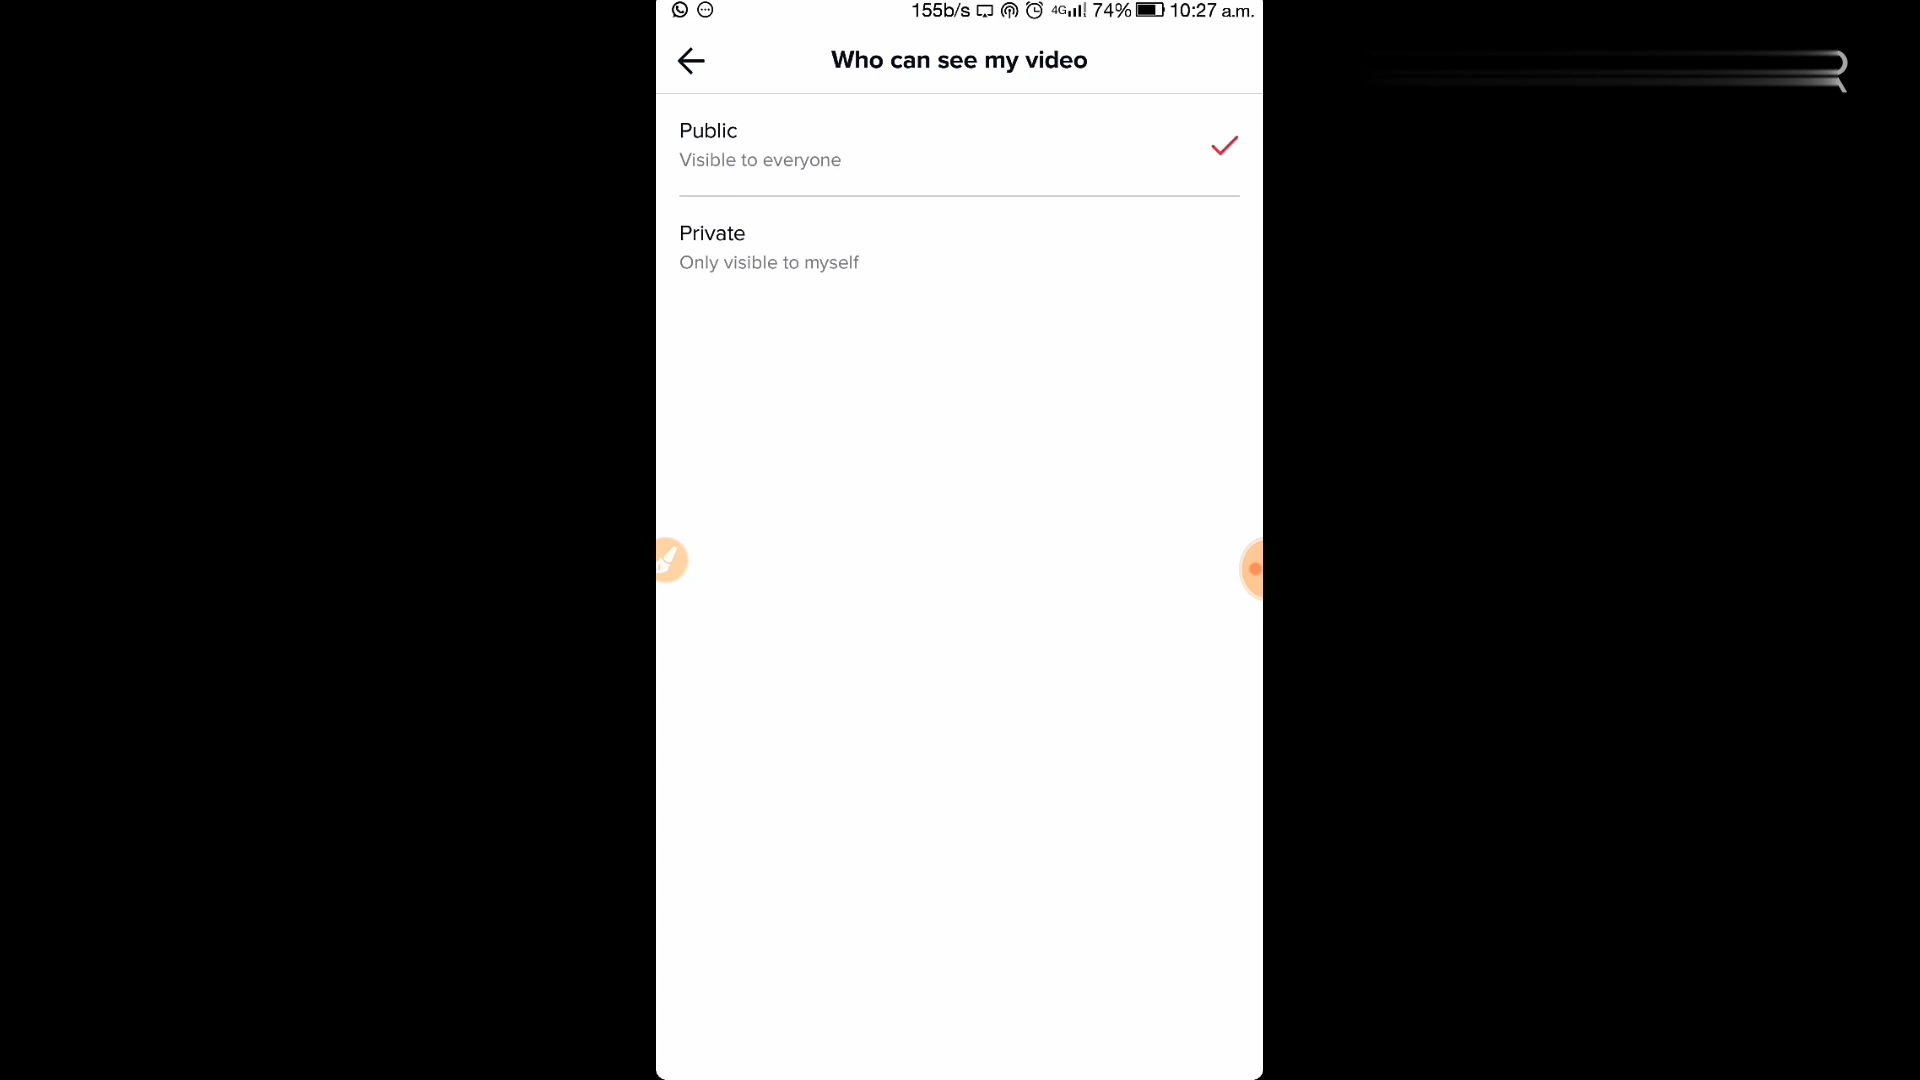 155b/s 4G 74% 10:27 a.m.
Who can see my video
Public
Visible to everyone
Private
Only visible to myself